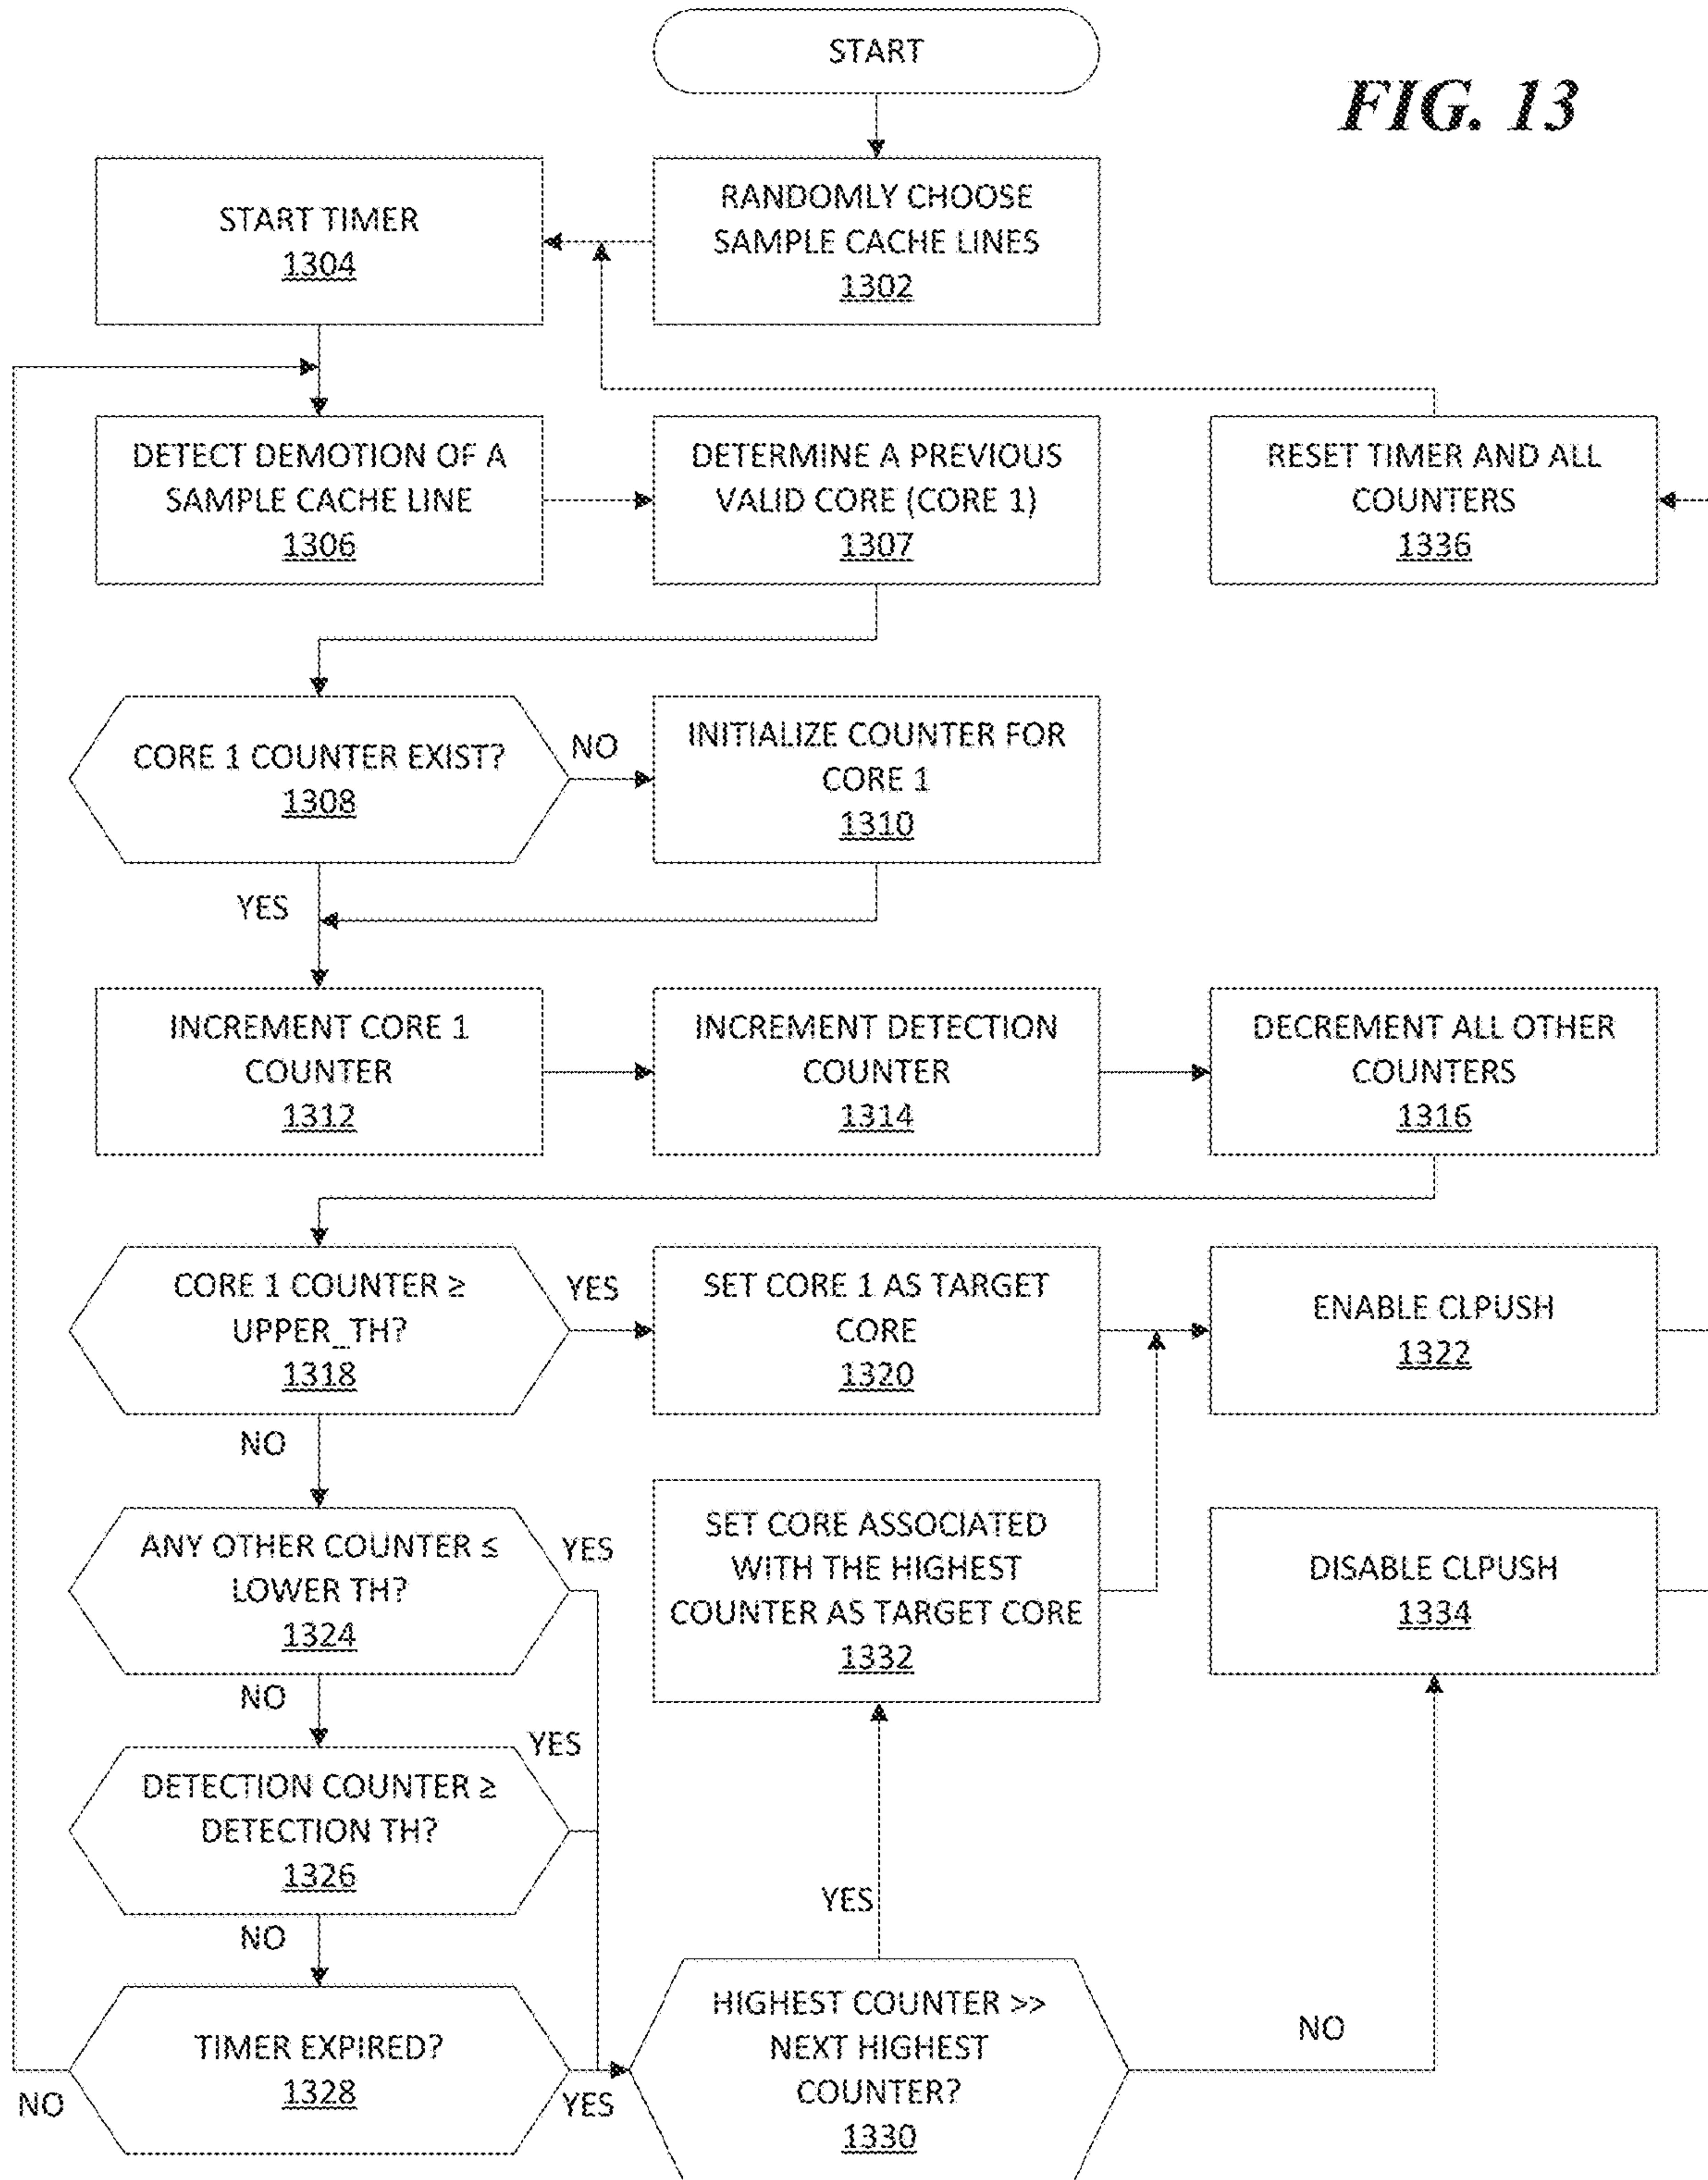 START
FIG. 13
START TIMER
1304
RANDOMLY CHOOSE
SAMPLE CACHE LINES
1302
DETECT DEMOTION OF A
SAMPLE CACHE LINE
1306
DETERMINE A PREVIOUS
VALID CORE (CORE 1)
1307
RESET TIMER AND ALL
COUNTERS
1336
CORE 1 COUNTER EXIST?
1308
NO
INITIALIZE COUNTER FOR
CORE 1
1310
YES
INCREMENT CORE 1
COUNTER
1312
INCREMENT DETECTION
COUNTER
1314
DECREMENT ALL OTHER
COUNTERS
1316
CORE 1 COUNTER ≥
UPPER_TH?
1318
YES
SET CORE 1 AS TARGET
CORE
1320
ENABLE CLPUSH
1322
NO
ANY OTHER COUNTER ≤
LOWER TH?
1324
YES
SET CORE ASSOCIATED
WITH THE HIGHEST
COUNTER AS TARGET CORE
1332
DISABLE CLPUSH
1334
NO
YES
DETECTION COUNTER ≥
DETECTION TH?
1326
NO
YES
TIMER EXPIRED?
1328
NO
YES
HIGHEST COUNTER >>
NEXT HIGHEST
COUNTER?
1330
NO